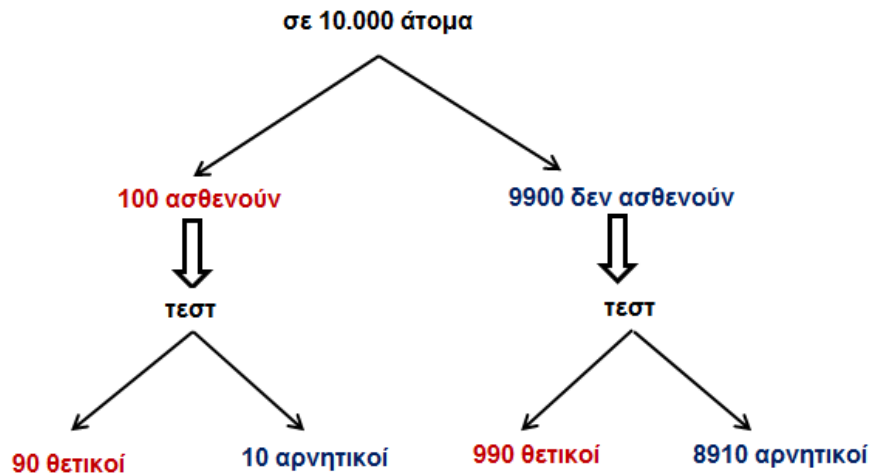 σε 10.000 άτομα
100 ασθενούν
9900 δεν ασθενούν
τεστ
τεστ
90 θετικοί
10 αρνητικοί
990 θετικοί
8910 αρνητικοί